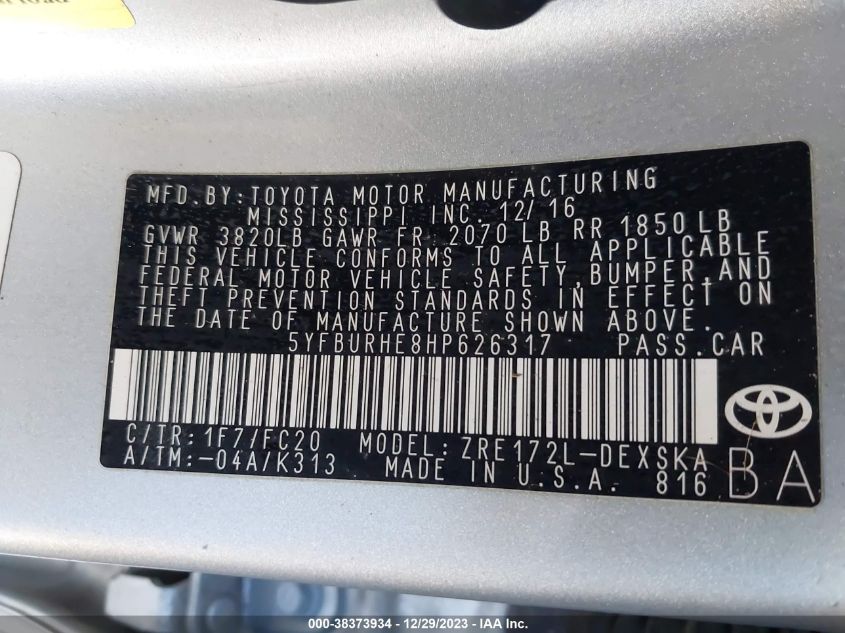 MFD.BY:TOYOTA MOTOR MANUFACTURING
MISSISSIPPI INC. 12/16
GVWR 3820LB GAWR FR 2070 LB RR 1850 LB
THIS VEHICLE CONFORMS TO ALL APPLICABLE
FEDERAL MOTOR VEHICLE SAFETY,BUMPER,AND
THEFT PREVENTION STANDARDS IN EFFECT ON
THE DATE OF MANUFACTURE SHOWN ABOVE.
5YFBURHE8HP626317 PASS.CAR
C/TR:1F7/FC20 MODEL:ZRE172L-DEXSKA
A/TM:-04A/K313 MADE IN U.S.A. 816 BA
000-38373934 - 12/29/2023 - IAA Inc.